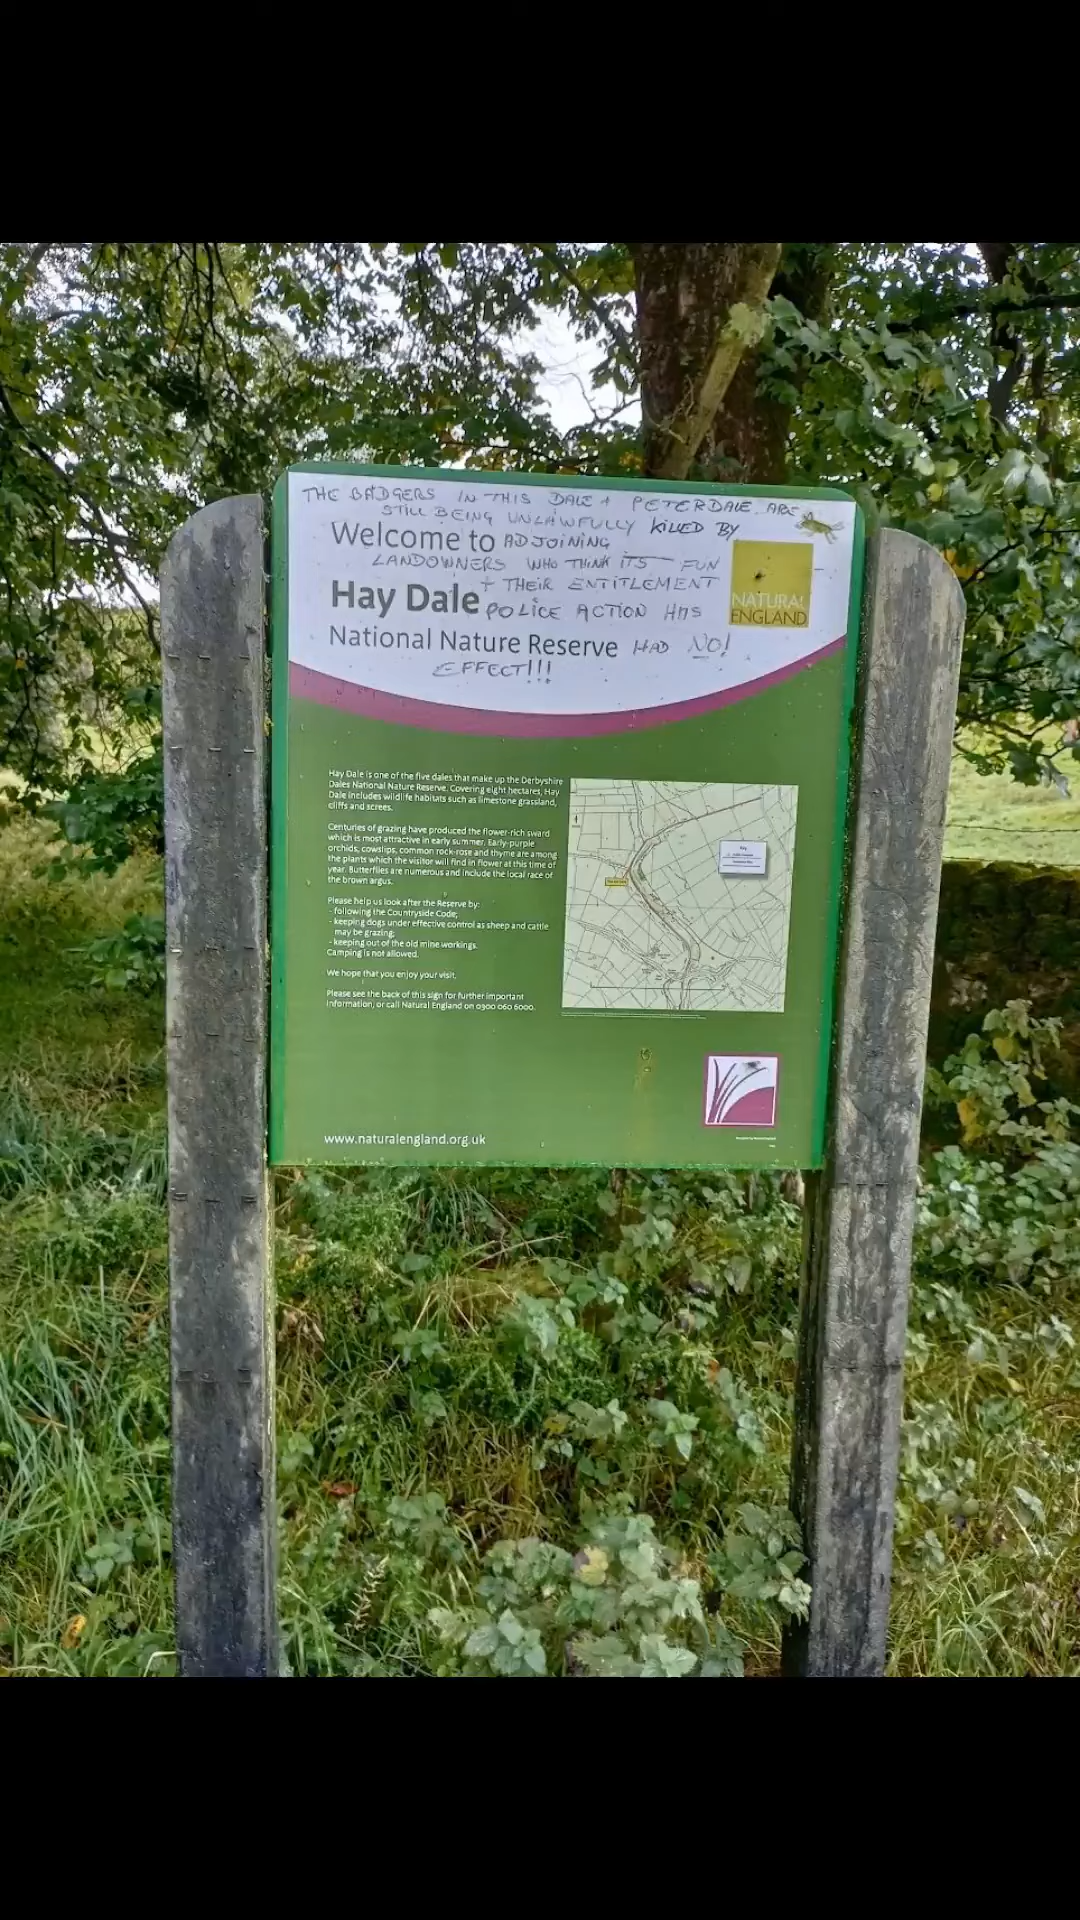 THE BADGERS IN THIS DALE + PETERDALE ARE
STILL BEING UNLAWFULLY KILLED BY
Welcome to ADJOINING
LANDOWNERS WHO THINK ITS FUN
+ THEIR ENTITLEMENT
Hay Dale POLICE ACTION HAS
National Nature Reserve HAD NO!
EFFECT!!!
NATURAL
ENGLAND
Hay Dale is one of the five dales that make up the Derbyshire
Dales National Nature Reserve. Covering eight hectares, Hay
Dale includes wildlife habitats such as limestone grassland,
cliffs and screes.
Centuries of grazing have produced the flower-rich sward
which is most attractive in early summer. Early-purple
orchids, cowslips, common rock-rose and thyme are among
the plants which the visitor will find in flower at this time of
year. Butterflies are numerous and include the local race of
the brown argus.
Please help us look after the Reserve by:
- following the Countryside Code;
- keeping dogs under effective control as sheep and cattle
may be grazing;
- keeping out of the old mine workings.
Camping is not allowed.
We hope that you enjoy your visit.
Please see the back of this sign for further important
information, or call Natural England on 0300 060 6000.
Key
www.naturalengland.org.uk